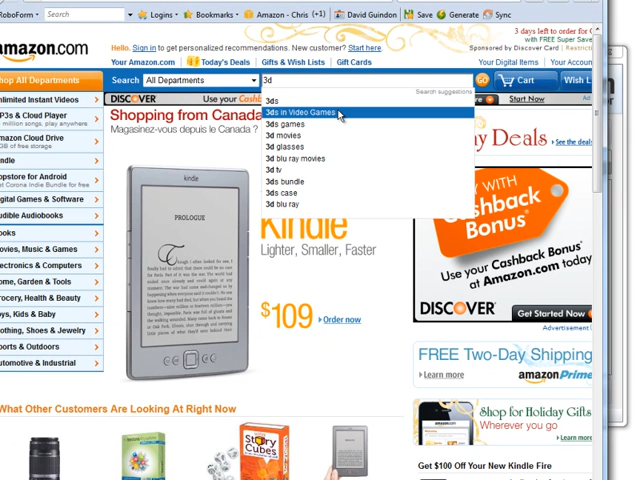 RoboForm Search Logins Bookmarks Amazon - Chris (+1) David Guindon Save Generate Sync
3 days left to order for
with FREE Super Save
amazon.com
Hello. Sign in to get personalized recommendations. New customer? Start here.
Sponsored by Discover Card
Your Amazon.com Today's Deals Gifts & Wish Lists Gift Cards
Your Digital Items Your Account
Shop All Departments
Search All Departments 3d GO Cart Wish L
Search suggestions
3ds
3ds in Video Games
3ds games
3d movies
3d glasses
3d blu ray movies
3d tv
3ds bundle
3ds case
3d blu ray
DISCOVER Use your Cashb
Start Now
Unlimited Instant Videos
MP3s & Cloud Player
million songs, play anywhere
Amazon Cloud Drive
GB of free storage
Kindle
Appstore for Android
Get Corona Indie Bundle for free
Digital Games & Software
Audible Audiobooks
Books
Movies, Music & Games
Electronics & Computers
Home, Garden & Tools
Grocery, Health & Beauty
Toys, Kids & Baby
Clothing, Shoes & Jewelry
Sports & Outdoors
Automotive & Industrial
Shopping from Canada
Magasinez-vous depuis le Canada ?
kindle
PROLOGUE
Kindle
Lighter, Smaller, Faster
$109 Order now
y Deals See the deals
Y WITH
Cashback
Bonus
Use your Cashback Bonus
at Amazon.com today
DISCOVER Get Started Now
Advertisement
FREE Two-Day Shipping
Learn more amazonPrime
Shop for Holiday Gifts
Wherever you go
Learn more
What Other Customers Are Looking At Right Now
Story
Cubes
Get $100 Off Your New Kindle Fire